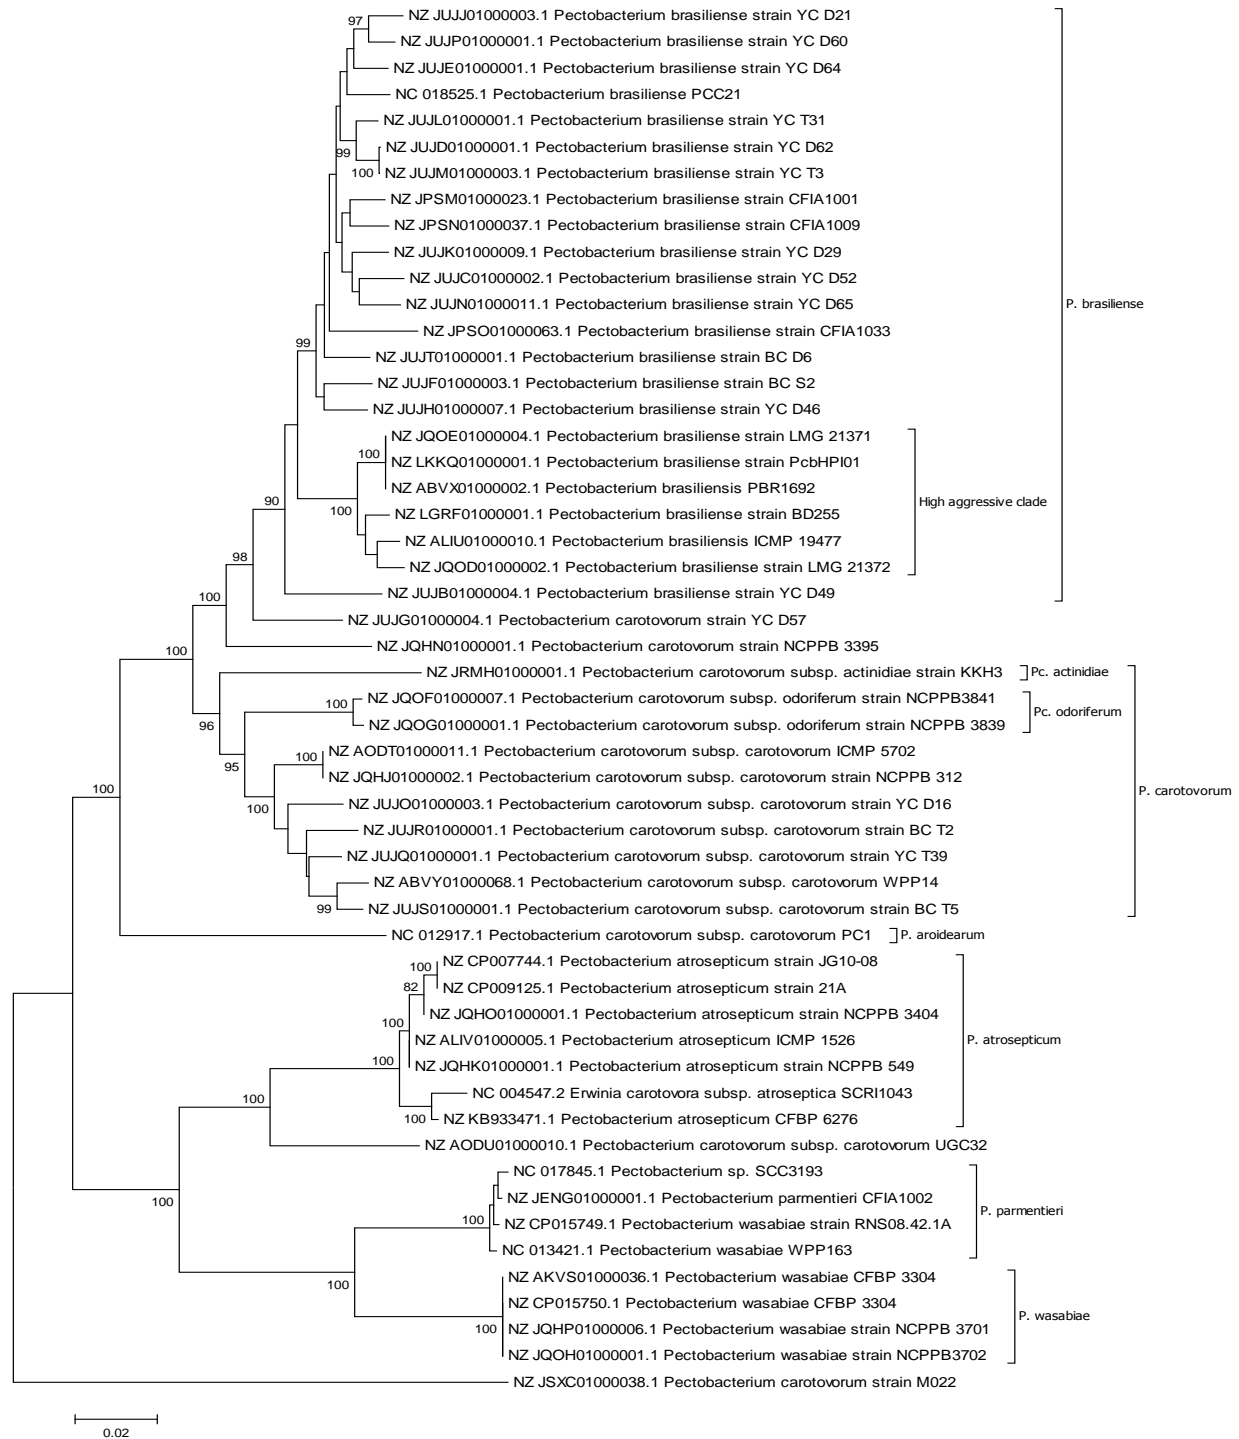 97
NZ JUJJ01000003.1 Pectobacterium brasiliense strain YC D21
NZ JUJP01000001.1 Pectobacterium brasiliense strain YC D60
NZ JUJE01000001.1 Pectobacterium brasiliense strain YC D64
NC 018525.1 Pectobacterium brasiliense PCC21
NZ JUJL01000001.1 Pectobacterium brasiliense strain YC T31
99
NZ JUJD01000001.1 Pectobacterium brasiliense strain YC D62
100
NZ JUJM01000003.1 Pectobacterium brasiliense strain YC T3
NZ JPSM01000023.1 Pectobacterium brasiliense strain CFIA1001
NZ JPSN01000037.1 Pectobacterium brasiliense strain CFIA1009
NZ JUJK01000009.1 Pectobacterium brasiliense strain YC D29
NZ JUJC01000002.1 Pectobacterium brasiliense strain YC D52
NZ JUJN01000011.1 Pectobacterium brasiliense strain YC D65
P. brasiliense
NZ JPSO01000063.1 Pectobacterium brasiliense strain CFIA1033
99
NZ JUJT01000001.1 Pectobacterium brasiliense strain BC D6
NZ JUJF01000003.1 Pectobacterium brasiliense strain BC S2
NZ JUJH01000007.1 Pectobacterium brasiliense strain YC D46
NZ JQOE01000004.1 Pectobacterium brasiliense strain LMG 21371
100
NZ LKKQ01000001.1 Pectobacterium brasiliense strain PcbHPI01
NZ ABVX01000002.1 Pectobacterium brasiliensis PBR1692
90
High aggressive clade
100
NZ LGRF01000001.1 Pectobacterium brasiliense strain BD255
NZ ALIU01000010.1 Pectobacterium brasiliensis ICMP 19477
98
NZ JQOD01000002.1 Pectobacterium brasiliense strain LMG 21372
NZ JUJB01000004.1 Pectobacterium brasiliense strain YC D49
100
NZ JUJG01000004.1 Pectobacterium carotovorum strain YC D57
NZ JQHN01000001.1 Pectobacterium carotovorum strain NCPPB 3395
100
NZ JRMH01000001.1 Pectobacterium carotovorum subsp. actinidiae strain KKH3
Pc. actinidiae
NZ JQOF01000007.1 Pectobacterium carotovorum subsp. odoriferum strain NCPPB3841
100
Pc. odoriferum
96
NZ JQOG01000001.1 Pectobacterium carotovorum subsp. odoriferum strain NCPPB 3839
NZ AODT01000011.1 Pectobacterium carotovorum subsp. carotovorum ICMP 5702
100
95
NZ JQHJ01000002.1 Pectobacterium carotovorum subsp. carotovorum strain NCPPB 312
100
P. carotovorum
100
NZ JUJO01000003.1 Pectobacterium carotovorum subsp. carotovorum strain YC D16
NZ JUJR01000001.1 Pectobacterium carotovorum subsp. carotovorum strain BC T2
NZ JUJQ01000001.1 Pectobacterium carotovorum subsp. carotovorum strain YC T39
NZ ABVY01000068.1 Pectobacterium carotovorum subsp. carotovorum WPP14
99
NZ JUJS01000001.1 Pectobacterium carotovorum subsp. carotovorum strain BC T5
NC 012917.1 Pectobacterium carotovorum subsp. carotovorum PC1
P. aroidearum
NZ CP007744.1 Pectobacterium atrosepticum strain JG10-08
100
82
NZ CP009125.1 Pectobacterium atrosepticum strain 21A
NZ JQHO01000001.1 Pectobacterium atrosepticum strain NCPPB 3404
100
NZ ALIV01000005.1 Pectobacterium atrosepticum ICMP 1526
P. atrosepticum
100
NZ JQHK01000001.1 Pectobacterium atrosepticum strain NCPPB 549
NC 004547.2 Erwinia carotovora subsp. atroseptica SCRI1043
100
100
NZ KB933471.1 Pectobacterium atrosepticum CFBP 6276
NZ AODU01000010.1 Pectobacterium carotovorum subsp. carotovorum UGC32
NC 017845.1 Pectobacterium sp. SCC3193
100
NZ JENG01000001.1 Pectobacterium parmentieri CFIA1002
P. parmentieri
100
NZ CP015749.1 Pectobacterium wasabiae strain RNS08.42.1A
NC 013421.1 Pectobacterium wasabiae WPP163
NZ AKVS01000036.1 Pectobacterium wasabiae CFBP 3304
100
NZ CP015750.1 Pectobacterium wasabiae CFBP 3304
P. wasabiae
100
NZ JQHP01000006.1 Pectobacterium wasabiae strain NCPPB 3701
NZ JQOH01000001.1 Pectobacterium wasabiae strain NCPPB3702
NZ JSXC01000038.1 Pectobacterium carotovorum strain M022
0.02